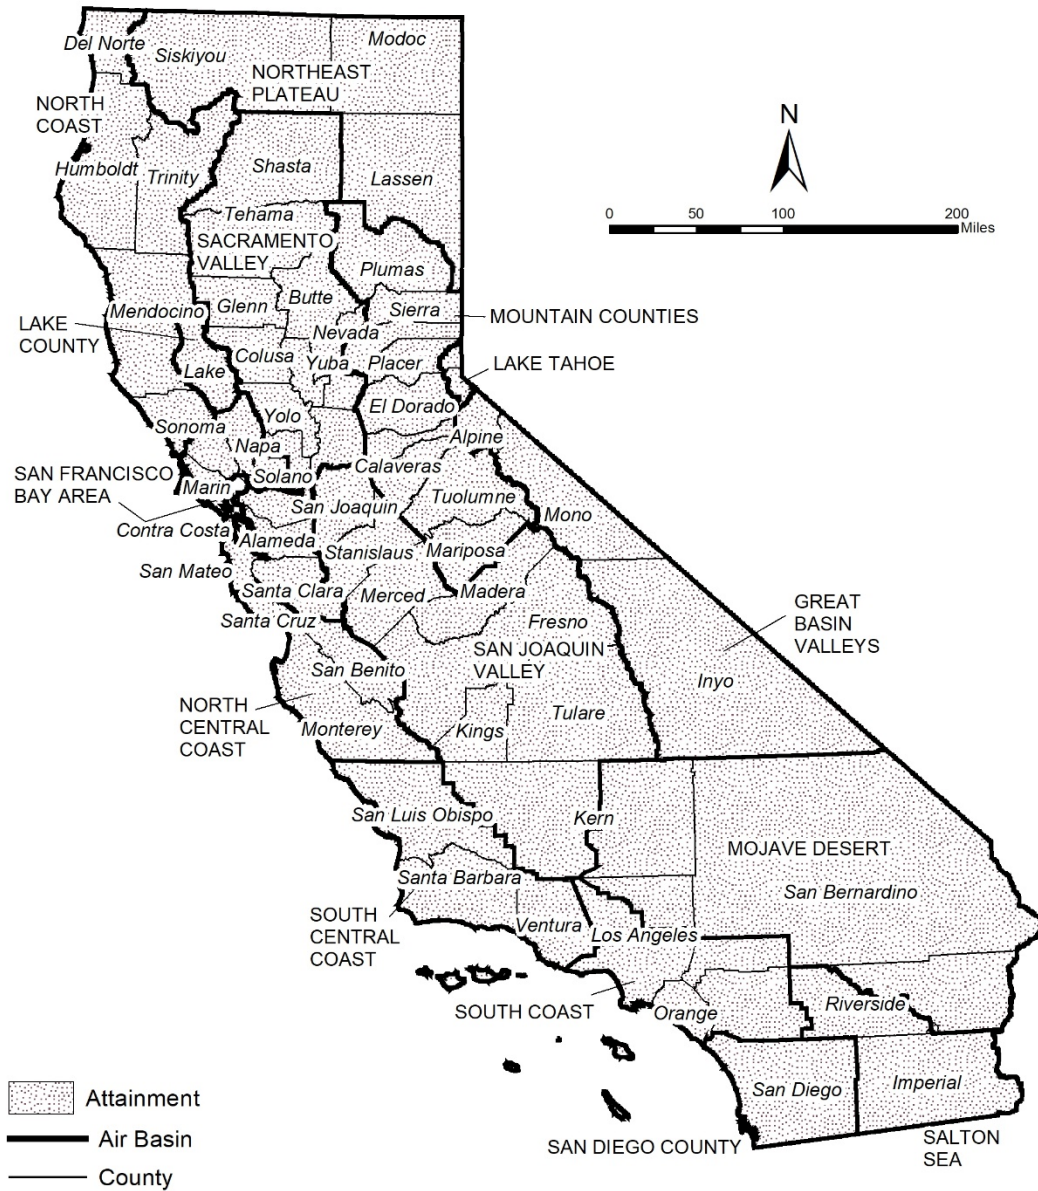 Del Norte
Siskiyou
Modoc
NORTHEAST
PLATEAU
NORTH
COAST
N
Humboldt
Trinity
Shasta
Lassen
0 50 100 200
Miles
Tehama
SACRAMENTO
VALLEY
Plumas
Mendocino
Glenn
Butte
Sierra
MOUNTAIN COUNTIES
LAKE
COUNTY
Nevada
Colusa
Yuba
Placer
LAKE TAHOE
Lake
El Dorado
Sonoma
Yolo
Alpine
Napa
SAN FRANCISCO
BAY AREA
Marin
Solano
Calaveras
San Joaquin
Tuolumne
Mono
Contra Costa
Alameda
Stanislaus
Mariposa
San Mateo
Santa Clara
Merced
Madera
Santa Cruz
Fresno
GREAT
BASIN
VALLEYS
San Benito
SAN JOAQUIN
VALLEY
Inyo
NORTH
CENTRAL
COAST
Monterey
Kings
Tulare
San Luis Obispo
Kern
MOJAVE DESERT
San Bernardino
Santa Barbara
SOUTH
CENTRAL
COAST
Ventura
Los Angeles
SOUTH COAST
Orange
Riverside
San Diego
Imperial
SAN DIEGO COUNTY
SALTON
SEA
Attainment
Air Basin
County